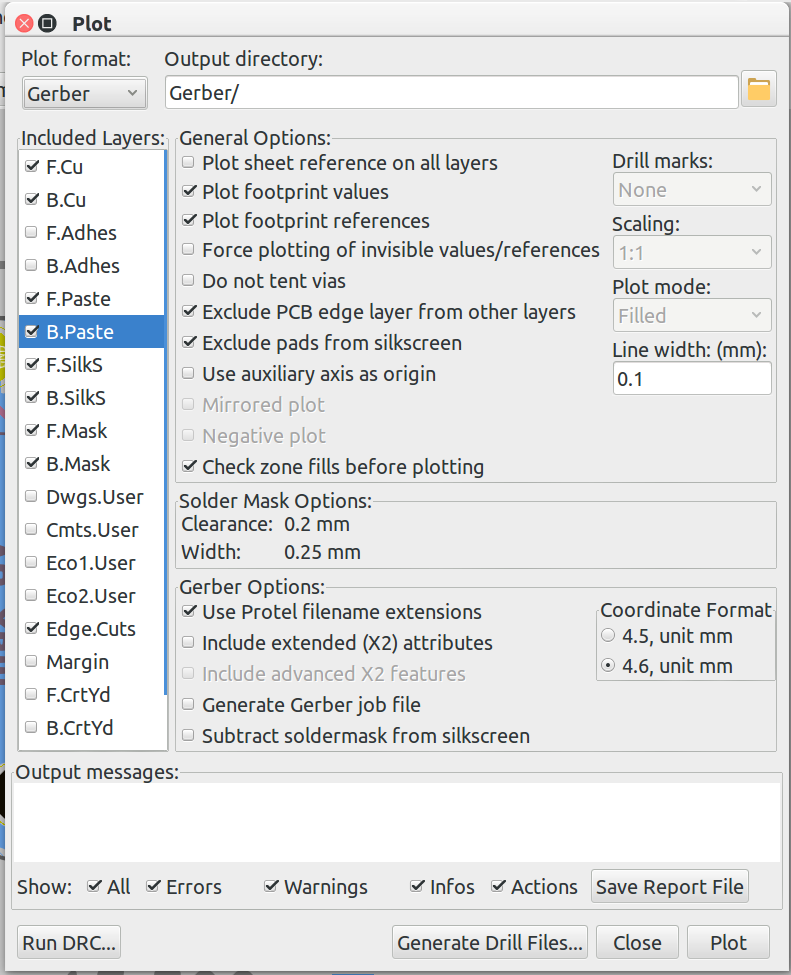 Plot
Plot format:
Output directory:
Gerber
Gerber/
Included Layers:
F.Cu
B.Cu
F.Adhes
B.Adhes
F.Paste
B.Paste
F.SilkS
B.SilkS
F.Mask
B.Mask
Dwgs.User
Cmts.User
Eco1.User
Eco2.User
Edge.Cuts
Margin
F.CrtYd
B.CrtYd
General Options:
Plot sheet reference on all layers
Plot footprint values
Plot footprint references
Force plotting of invisible values/references
Do not tent vias
Exclude PCB edge layer from other layers
Exclude pads from silkscreen
Use auxiliary axis as origin
Mirrored plot
Negative plot
Check zone fills before plotting
Drill marks:
None
Scaling:
1:1
Plot mode:
Filled
Line width: (mm):
0.1
Solder Mask Options:
Clearance: 0.2 mm
Width: 0.25 mm
Gerber Options:
Use Protel filename extensions
Include extended (X2) attributes
Include advanced X2 features
Generate Gerber job file
Subtract soldermask from silkscreen
Coordinate Format
4.5, unit mm
4.6, unit mm
Output messages:
Show: All Errors Warnings Infos Actions Save Report File
Run DRC... Generate Drill Files... Close Plot